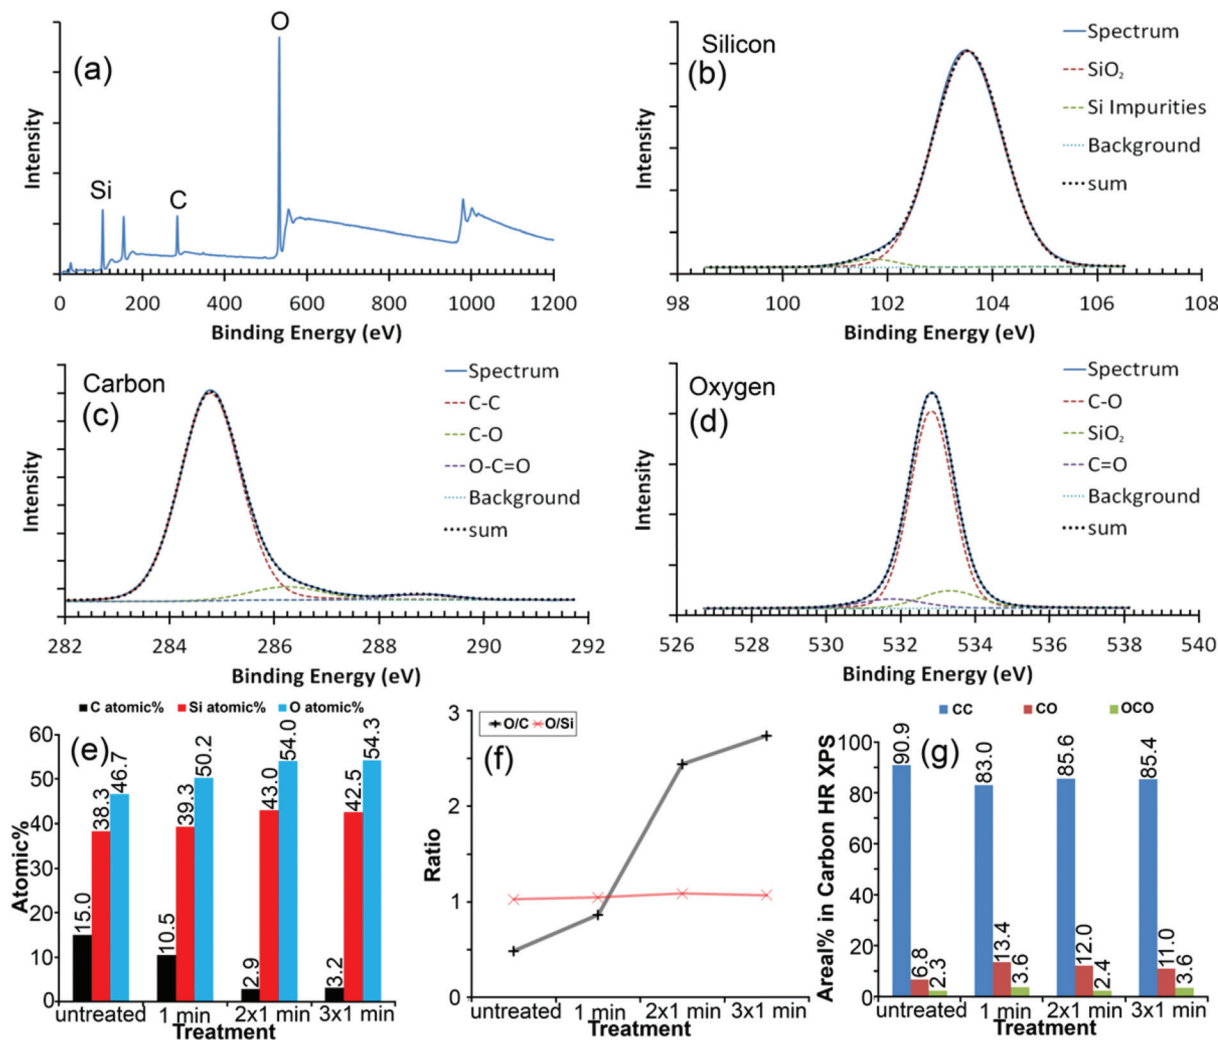 (a)
O
Si
C
Intensity
0 200 400 600 800 1000 1200
Binding Energy (eV)
Silicon
(b)
Spectrum
SiO₂
Si Impurities
Background
sum
Intensity
98 100 102 104 106 108
Binding Energy (eV)
Carbon
(c)
Spectrum
C-C
C-O
O-C=O
Background
sum
Intensity
282 284 286 288 290 292
Binding Energy (eV)
Oxygen
(d)
Spectrum
C-O
SiO₂
C=O
Background
sum
Intensity
526 528 530 532 534 536 538 540
Binding Energy (eV)
C atomic% Si atomic% O atomic%
(e)
Atomic%
60
50
40
30
20
10
0
15.0 38.3 46.7 10.5 39.3 50.2 2.9 43.0 54.0 3.2 42.5 54.3
untreated 1 min 2x1 min 3x1 min
Treatment
O/C O/Si
(f)
Ratio
3
2
1
0
untreated 1 min 2x1 min 3x1 min
Treatment
CC CO OCO
(g)
Areal% in Carbon HR XPS
100
80
60
40
20
0
90.9 6.8 2.3 83.0 13.4 3.6 85.6 12.0 2.4 85.4 11.0 3.6
untreated 1 min 2x1 min 3x1 min
Treatment